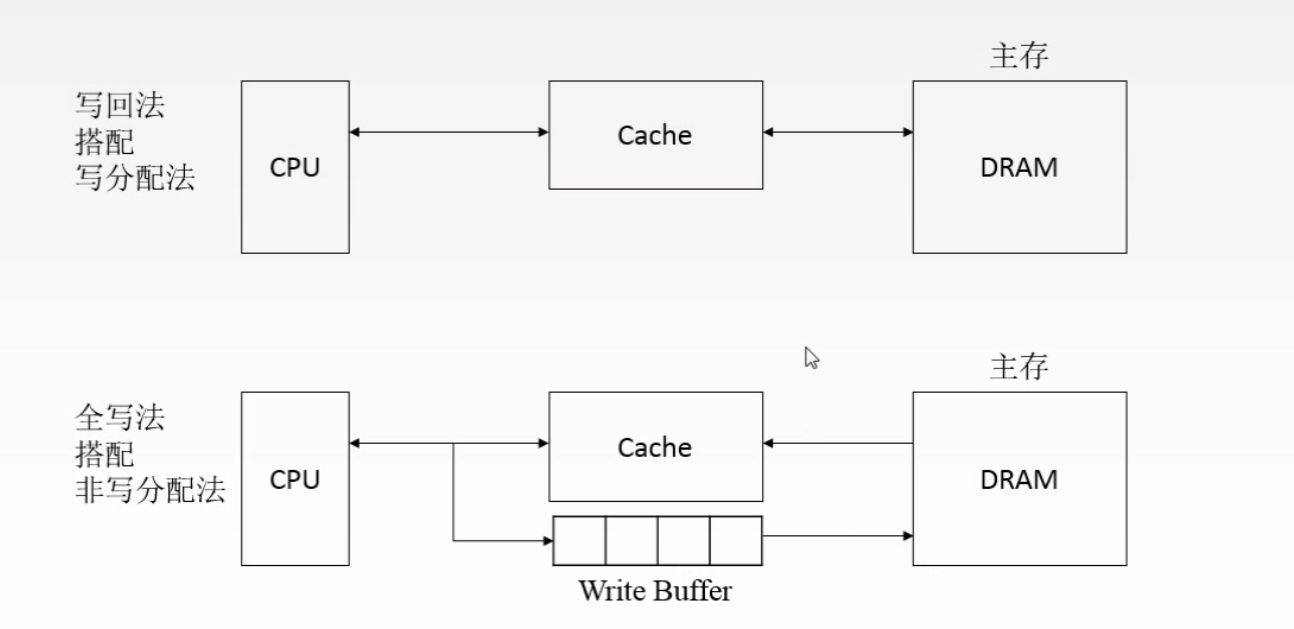 主存
写回法
搭配
写分配法
CPU
Cache
DRAM
主存
全写法
搭配
非写分配法
CPU
Cache
DRAM
Write Buffer